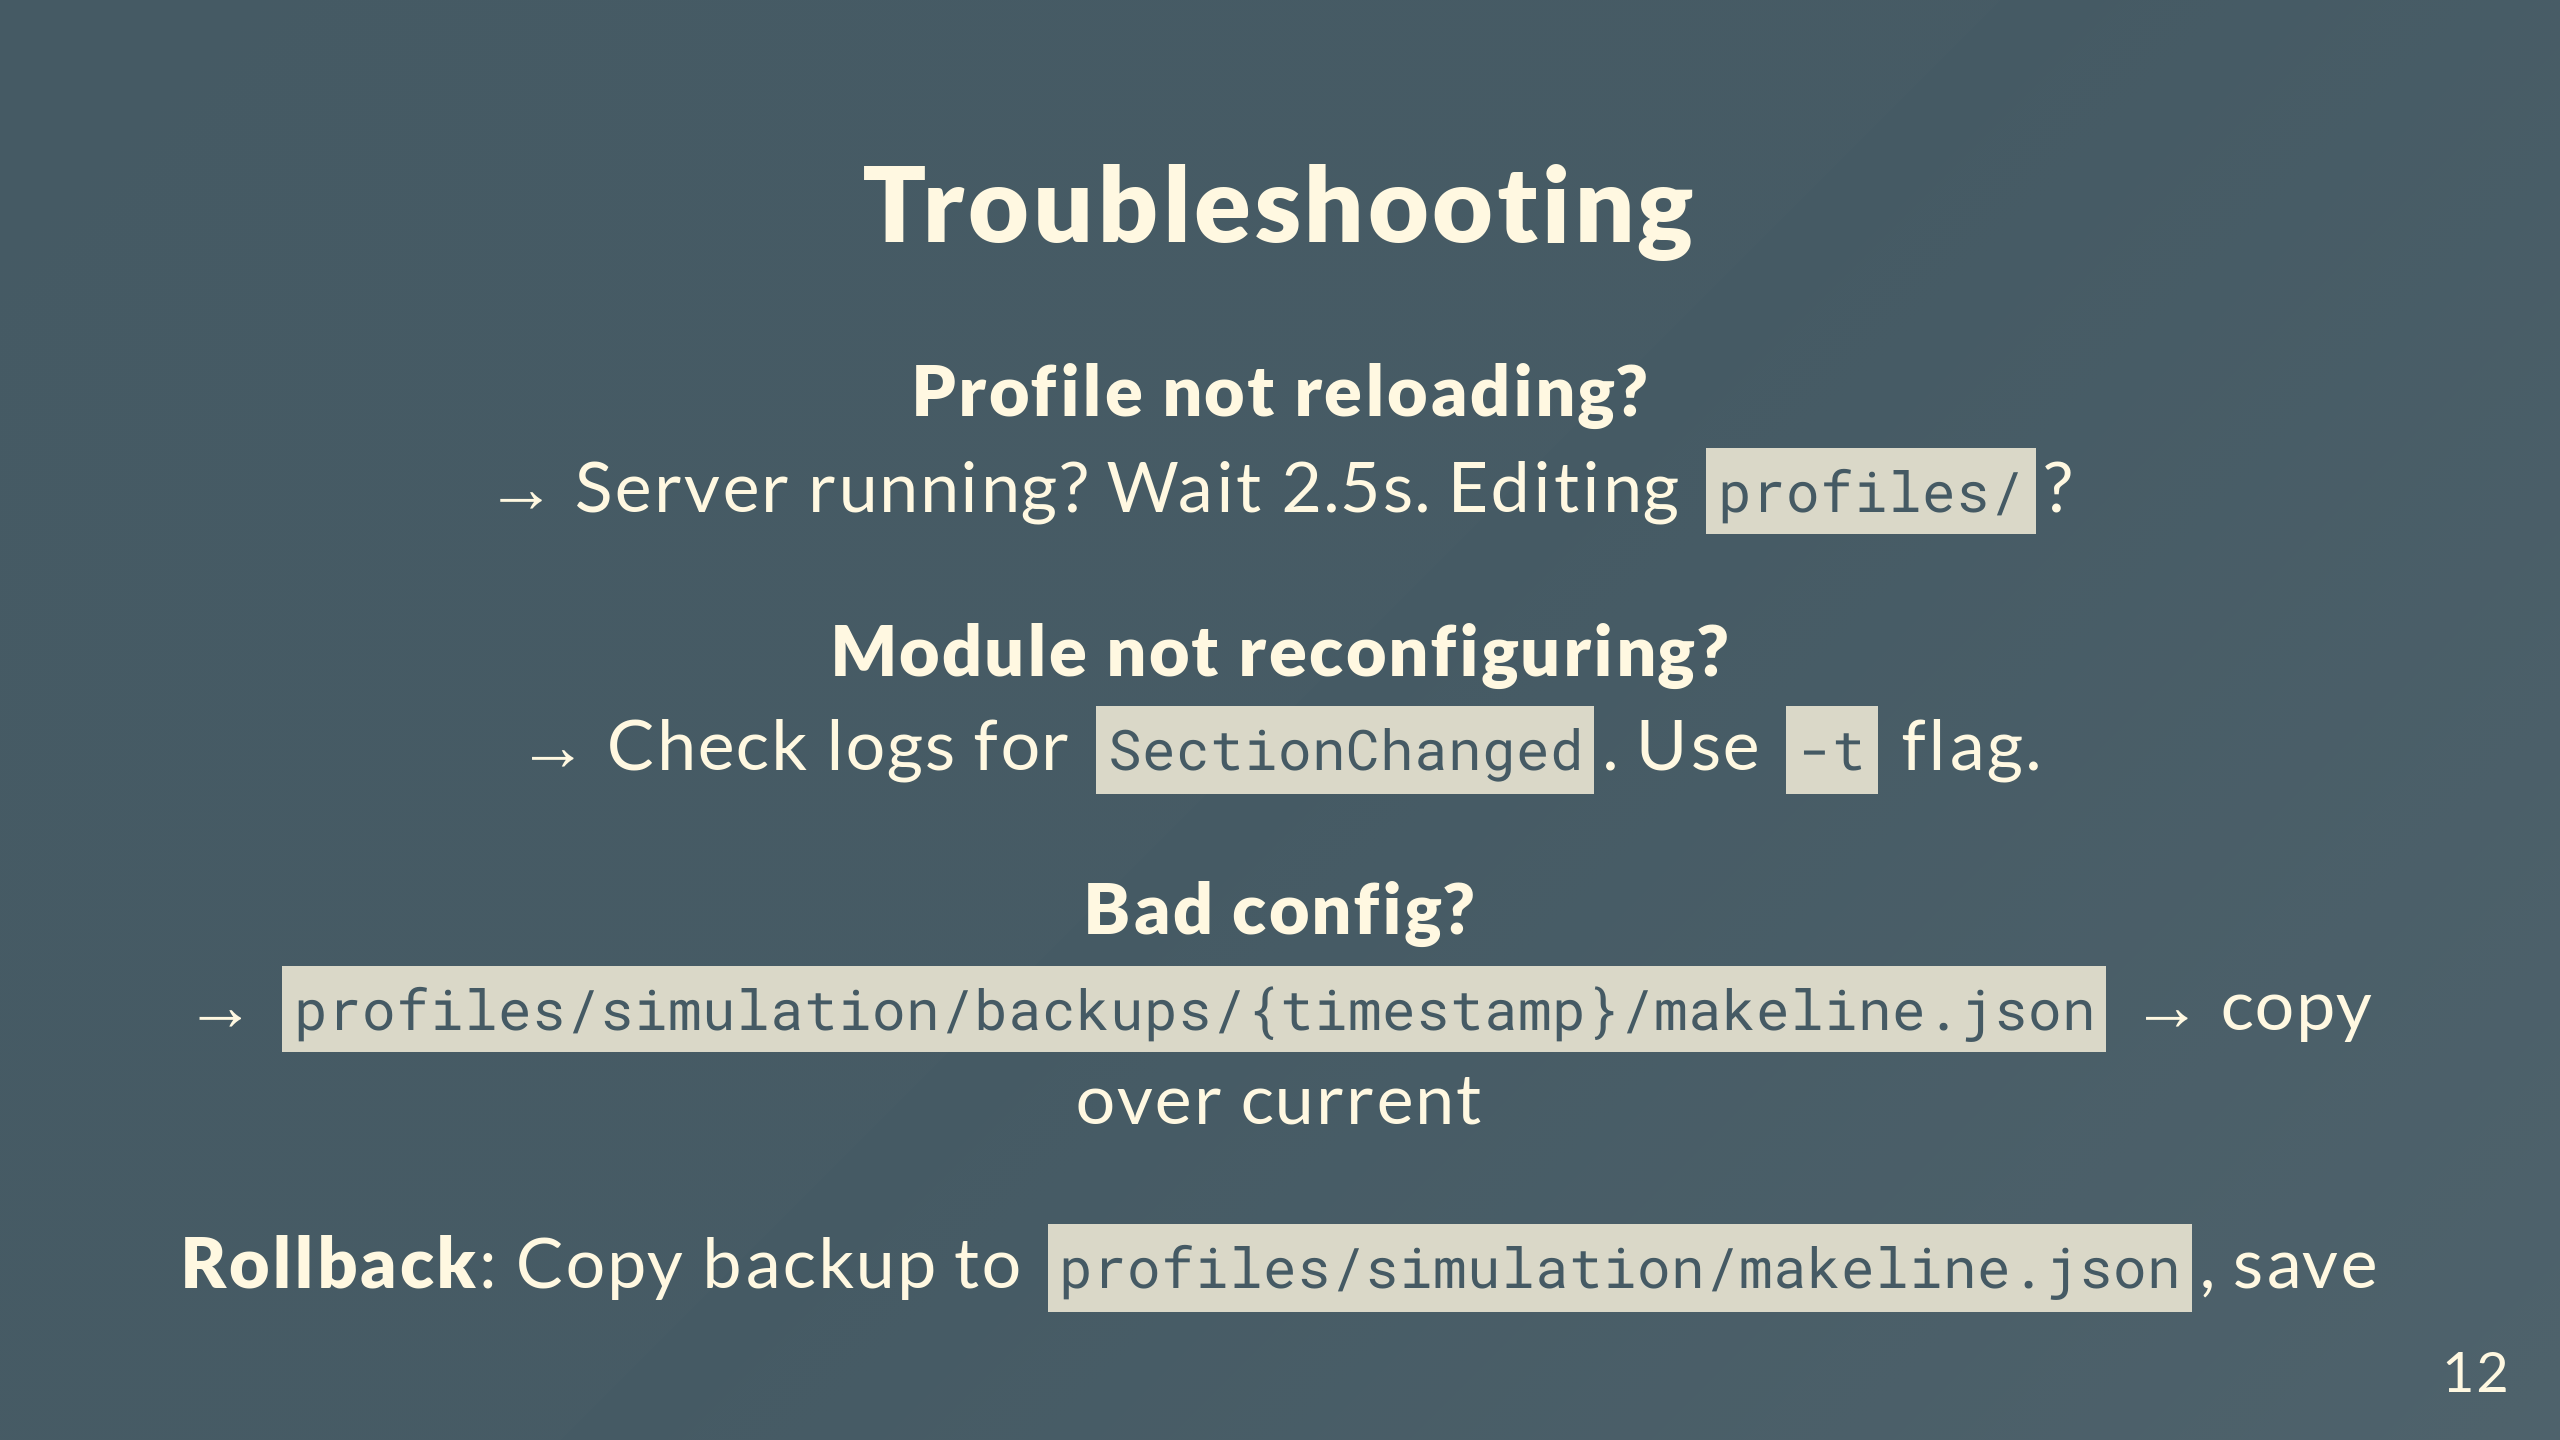 Troubleshooting
Profile not reloading?
→ Server running? Wait 2.5s. Editing profiles/?
Module not reconfiguring?
→ Check logs for SectionChanged. Use -t flag.
Bad config?
→ profiles/simulation/backups/{timestamp}/makeline.json → copy
over current
Rollback: Copy backup to profiles/simulation/makeline.json, save
12